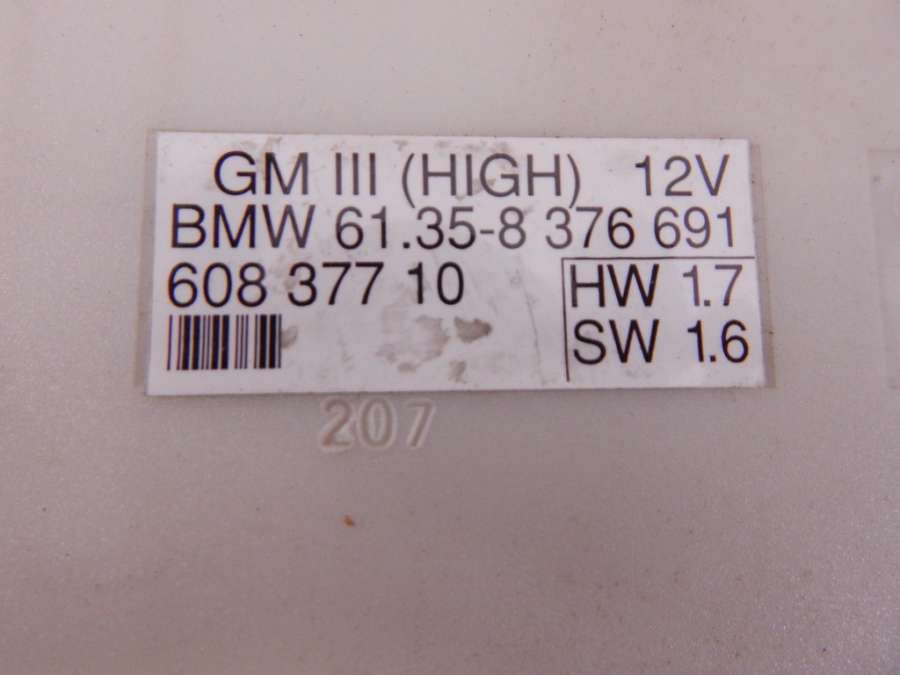 GM III (HIGH) 12V
BMW 61.35-8 376 691
608 377 10
HW 1.7
SW 1.6
207